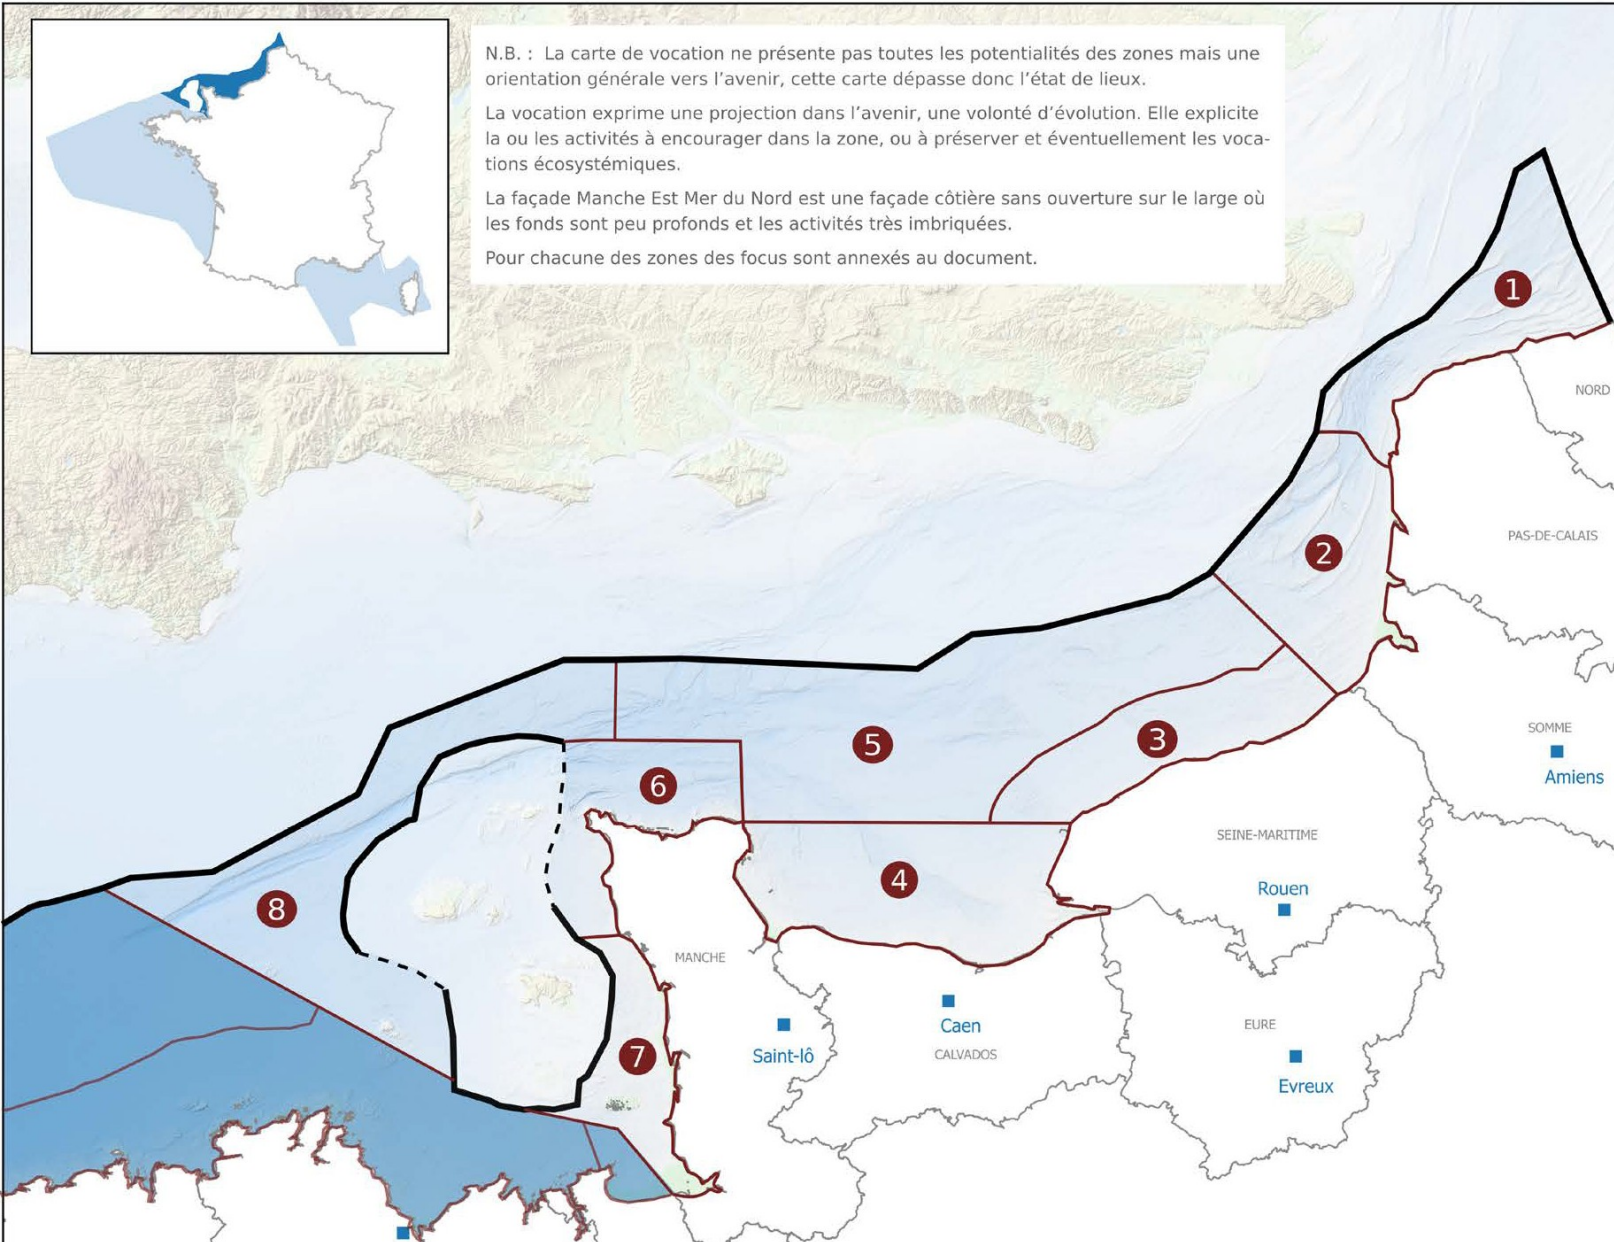 N.B. : La carte de vocation ne présente pas toutes les potentialités des zones mais une
orientation générale vers l'avenir, cette carte dépasse donc l'état de lieux.
La vocation exprime une projection dans l'avenir, une volonté d'évolution. Elle explicite
la ou les activités à encourager dans la zone, ou à préserver et éventuellement les voca-
tions écosystémiques.
La façade Manche Est Mer du Nord est une façade côtière sans ouverture sur le large où
les fonds sont peu profonds et les activités très imbriquées.
Pour chacune des zones des focus sont annexés au document.
1
NORD
PAS-DE-CALAIS
2
SOMME
Amiens
3
5
6
SEINE-MARITIME
4
Rouen
8
MANCHE
Caen
Saint-lô
CALVADOS
EURE
7
Evreux